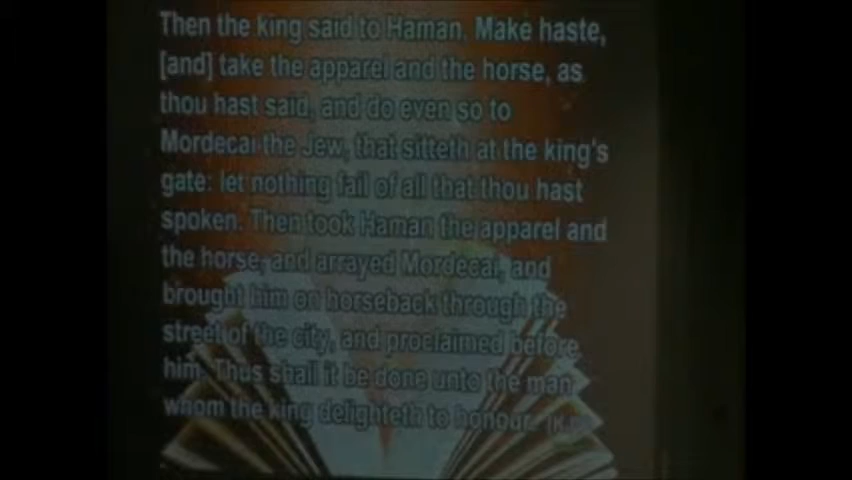 Then the king said to Haman, Make haste,
[and] take the apparel and the horse, as
thou hast said, and do even so to
Mordecai the Jew, that sitteth at the king's
gate: let nothing fail of all that thou hast
spoken. Then took Haman the apparel and
the horse, and arrayed Mordecai, and
brought him on horseback through the
street of the city, and proclaimed before
him, Thus shall it be done unto the man
whom the king delighteth to honour.